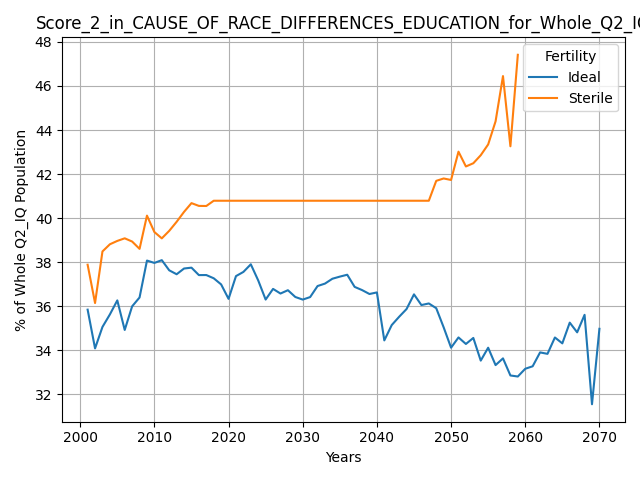 Score_2_in_CAUSE_OF_RACE_DIFFERENCES_EDUCATION_for_Whole_Q2_I
48
46
44
42
40
38
36
34
32
% of Whole Q2_IQ Population
Fertility
Ideal
Sterile
2000 2010 2020 2030 2040 2050 2060 2070
Years